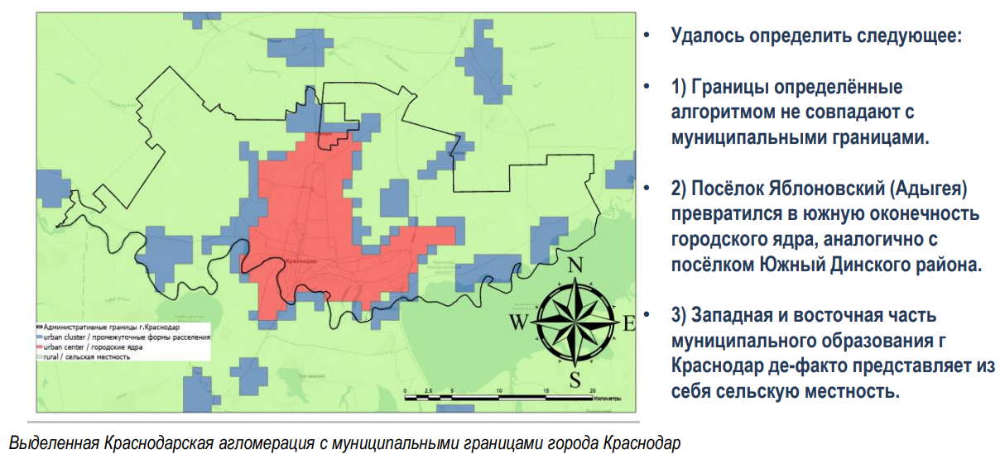 Удалось определить следующее:
1) Границы определённые
алгоритмом не совпадают с
муниципальными границами.
2) Посёлок Яблоновский (Адыгея)
превратился в южную оконечность
городского ядра, аналогично с
посёлком Южный Динского района.
3) Западная и восточная часть
муниципального образования г
Краснодар де-факто представляет из
себя сельскую местность.
Краснодар
N
W
E
S
Административные границы г.Краснодар
urban cluster / промежуточные формы расселения
urban center / городские ядра
rural / сельская местность
0 2,5 5 10 15 20
Километры
Выделенная Краснодарская агломерация с муниципальными границами города Краснодар